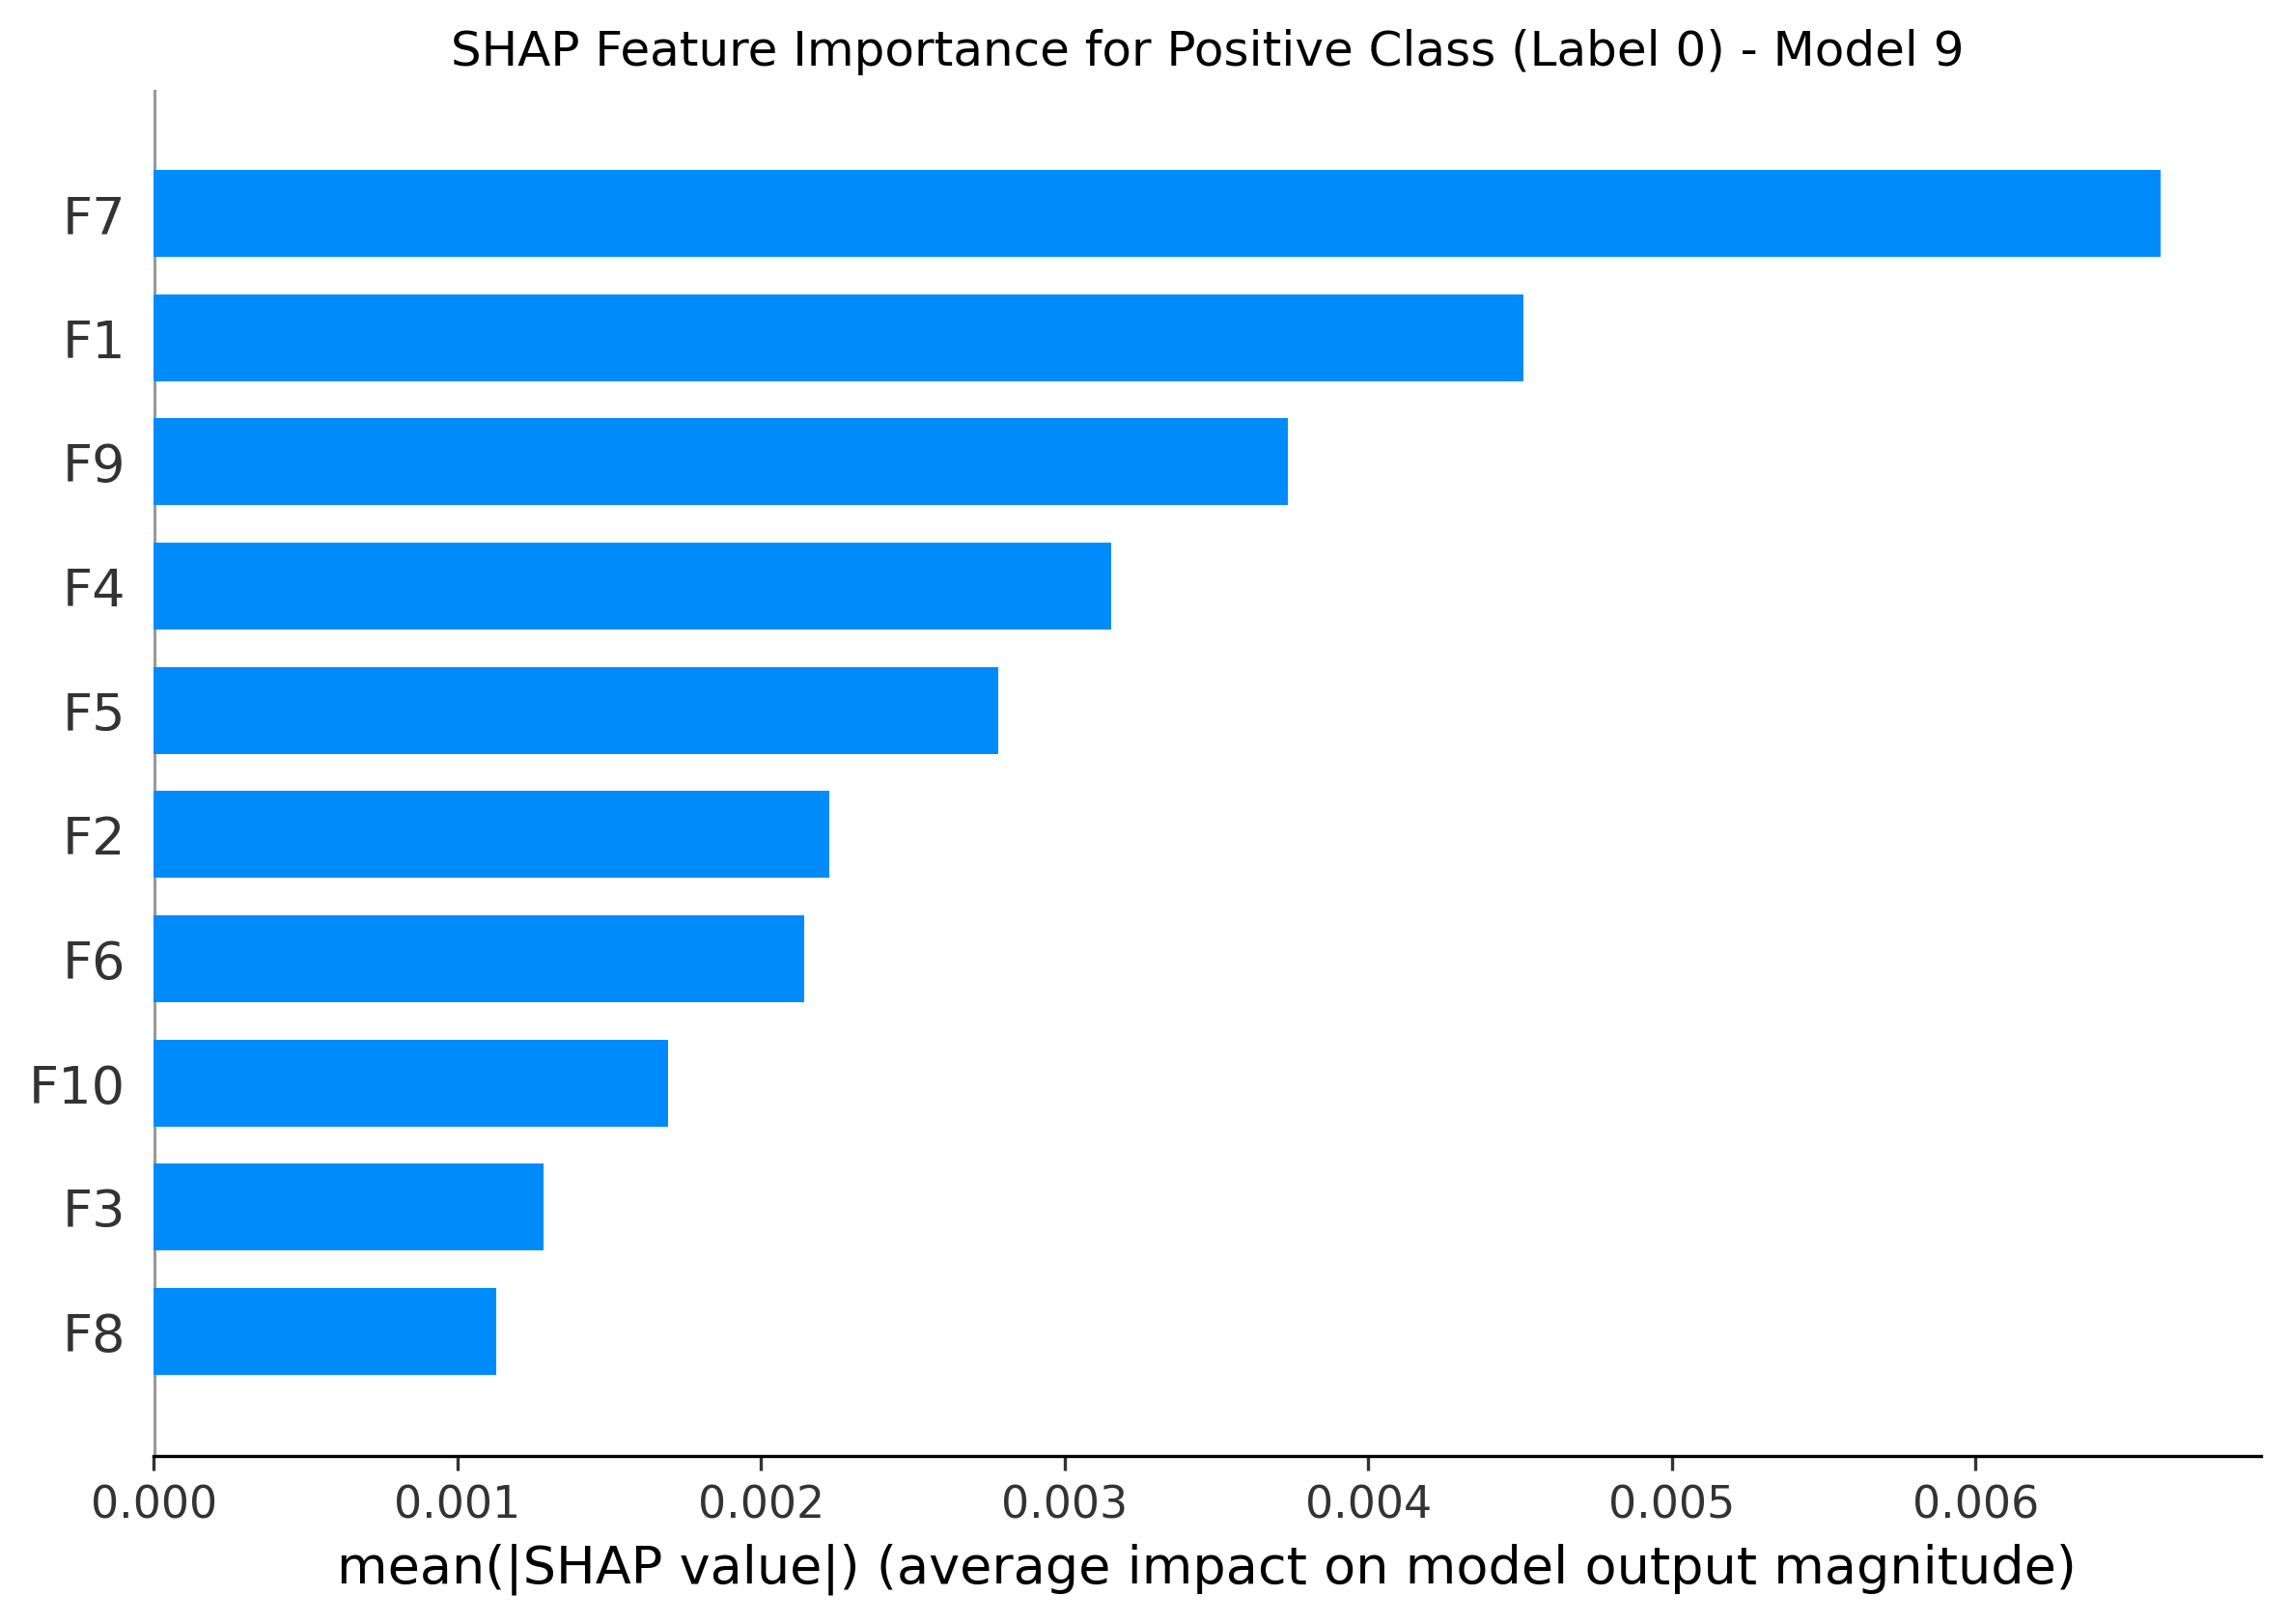 SHAP Feature Importance for Positive Class (Label 0) - Model 9
F7
F1
F9
F4
F5
F2
F6
F10
F3
F8
0.000 0.001 0.002 0.003 0.004 0.005 0.006
mean(|SHAP value|) (average impact on model output magnitude)